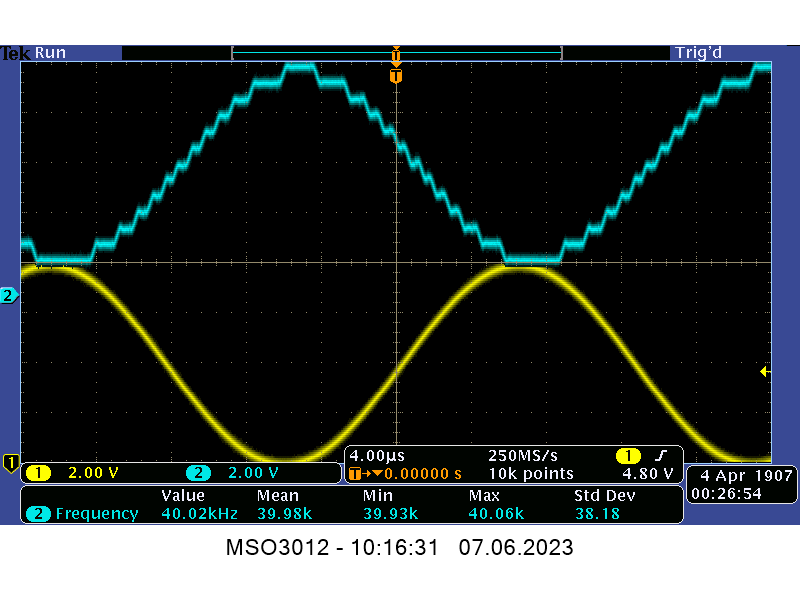 Tek Run Trig'd
T
T
2
1
1 2.00 V 2 2.00 V
4.00µs 250MS/s 1
T 0.00000 s 10k points 4.80 V
4 Apr 1907
00:26:54
Value Mean Min Max Std Dev
2 Frequency 40.02kHz 39.98k 39.93k 40.06k 38.18
MSO3012 - 10:16:31 07.06.2023